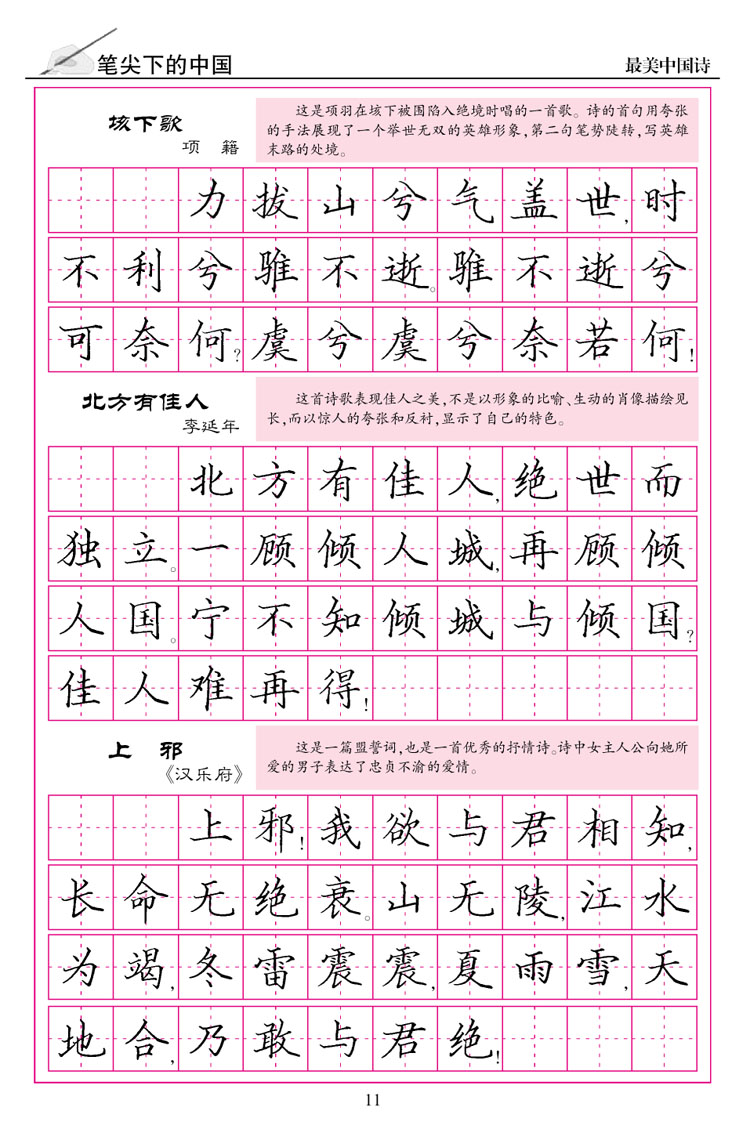 笔尖下的中国
最美中国诗
垓下歌
项 籍
这是项羽在垓下被围陷入绝境时唱的一首歌。诗的首句用夸张
的手法展现了一个举世无双的英雄形象,第二句笔势陡转,写英雄
末路的处境。
力拔山兮气盖世,时
不利兮骓不逝。骓不逝兮
可奈何?虞兮虞兮奈若何!
北方有佳人
李延年
这首诗歌表现佳人之美,不是以形象的比喻、生动的肖像描绘见
长,而以惊人的夸张和反衬,显示了自己的特色。
北方有佳人,绝世而
独立。一顾倾人城,再顾倾
人国。宁不知倾城与倾国?
佳人难再得!
上 邪
《汉乐府》
这是一篇盟誓词,也是一首优秀的抒情诗。诗中女主人公向她所
爱的男子表达了忠贞不渝的爱情。
上邪!我欲与君相知,
长命无绝衰。山无陵,江水
为竭,冬雷震震,夏雨雪,天
地合,乃敢与君绝!
11